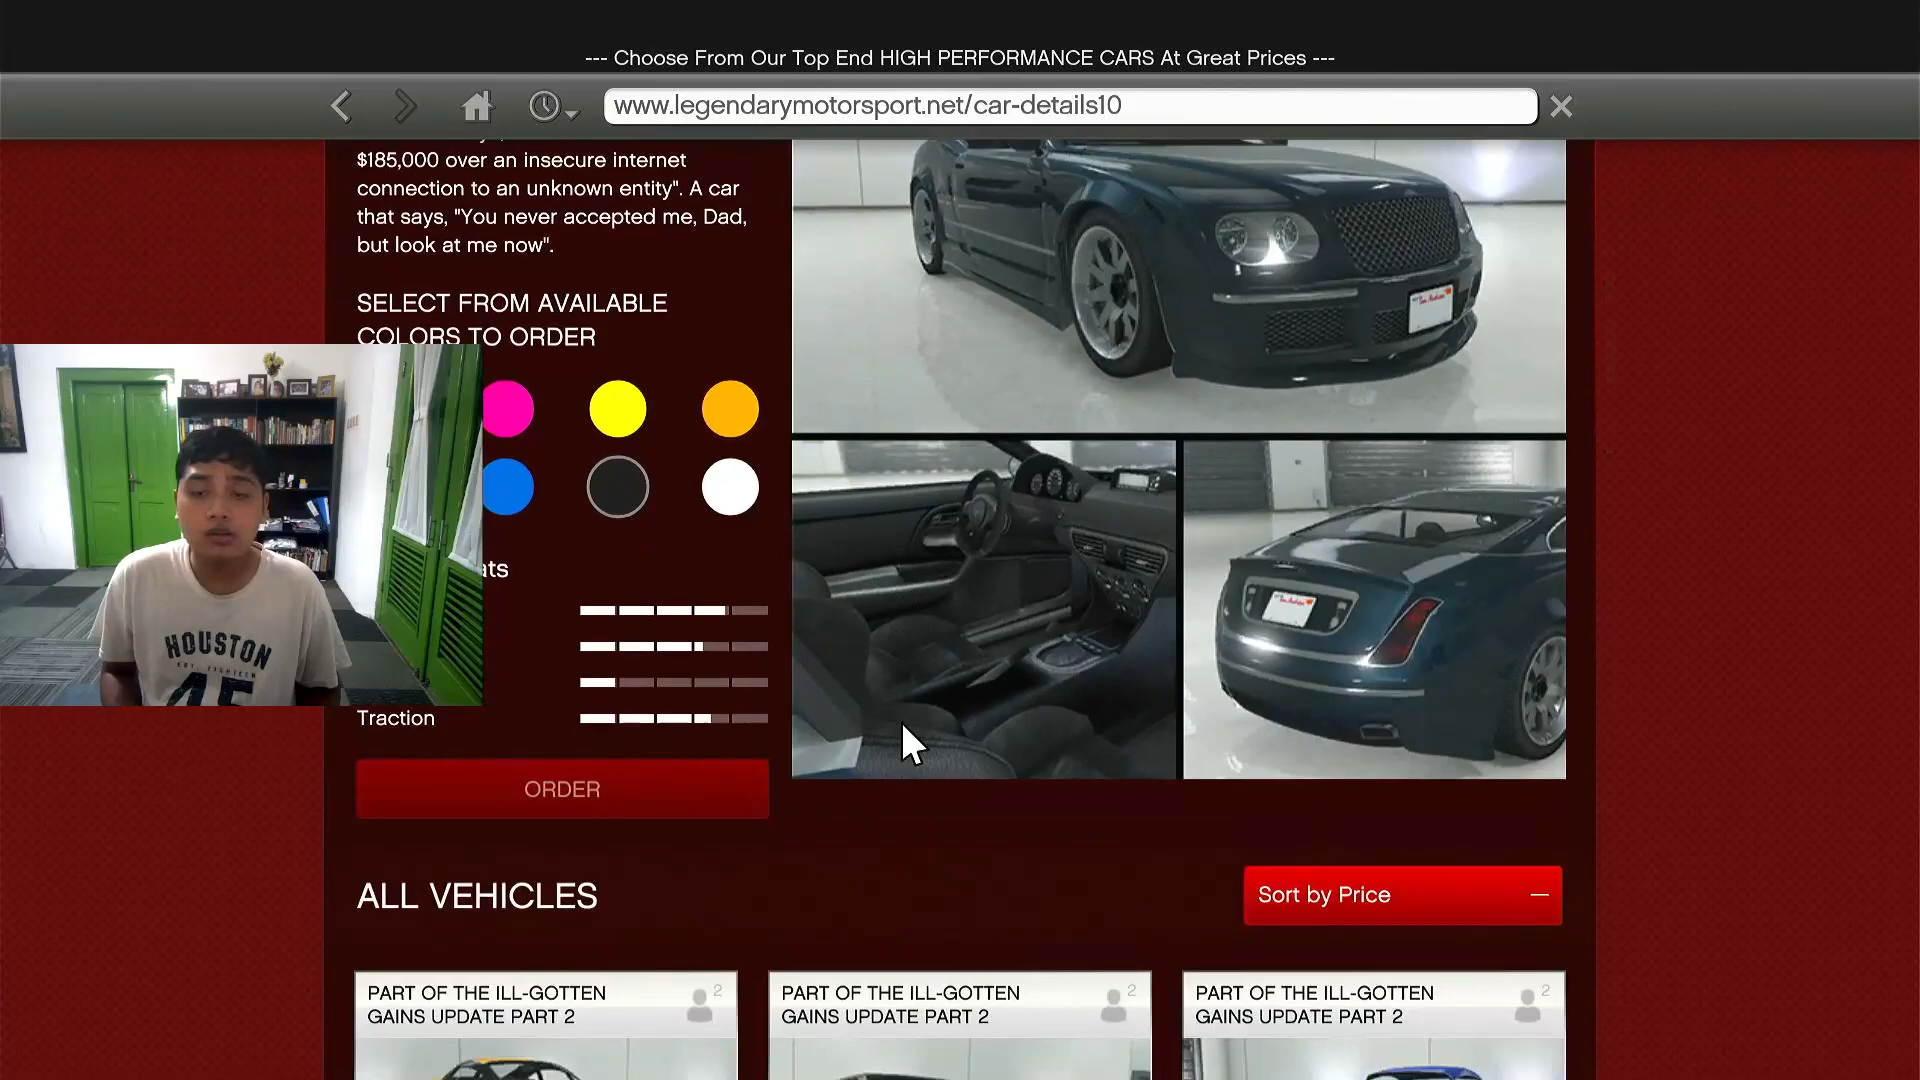 --- Choose From Our Top End HIGH PERFORMANCE CARS At Great Prices ---
www.legendarymotorsport.net/car-details10
$185,000 over an insecure internet
connection to an unknown entity". A car
that says, "You never accepted me, Dad,
but look at me now".
SELECT FROM AVAILABLE
COLORS TO ORDER
HOUSTON
45
Traction
ORDER
ALL VEHICLES
Sort by Price
PART OF THE ILL-GOTTEN
GAINS UPDATE PART 2
2
PART OF THE ILL-GOTTEN
GAINS UPDATE PART 2
2
PART OF THE ILL-GOTTEN
GAINS UPDATE PART 2
2